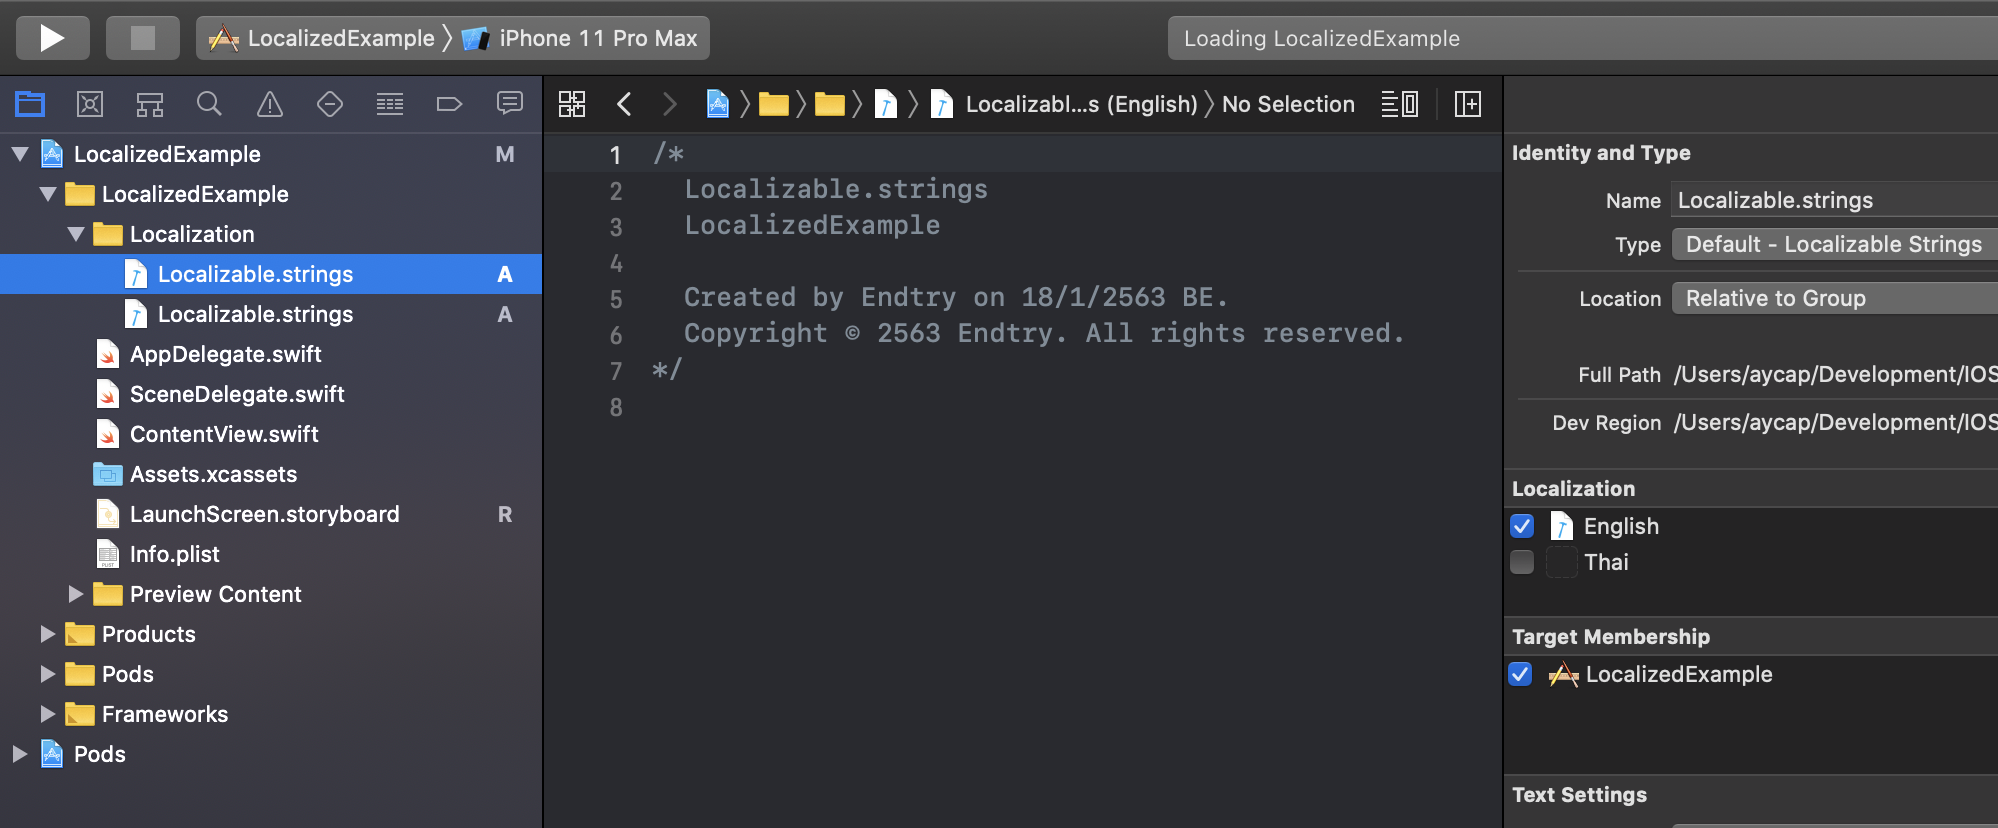 LocalizedExample 〉 iPhone 11 Pro Max
Loading LocalizedExample
Localizabl...s (English) 〉 No Selection
LocalizedExample M
LocalizedExample
Localization
Localizable.strings A
Localizable.strings A
AppDelegate.swift
SceneDelegate.swift
ContentView.swift
Assets.xcassets
LaunchScreen.storyboard R
Info.plist
Preview Content
Products
Pods
Frameworks
Pods
1 /*
2 Localizable.strings
3 LocalizedExample
4
5 Created by Endtry on 18/1/2563 BE.
6 Copyright © 2563 Endtry. All rights reserved.
7 */
8
Identity and Type
Name Localizable.strings
Type Default - Localizable Strings
Location Relative to Group
Full Path /Users/aycap/Development/IOS
Dev Region /Users/aycap/Development/IOS
Localization
English
Thai
Target Membership
LocalizedExample
Text Settings